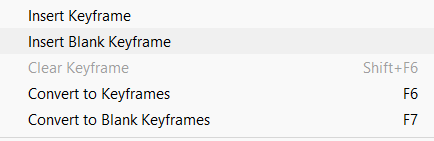 Insert Keyframe
Insert Blank Keyframe
Clear Keyframe Shift+F6
Convert to Keyframes F6
Convert to Blank Keyframes F7